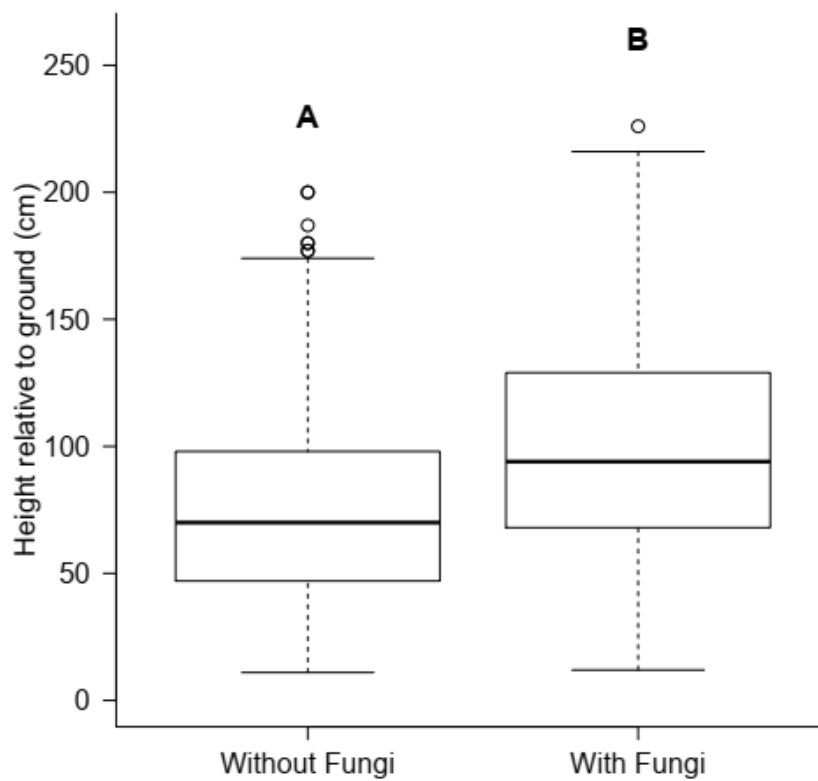 Height relative to ground (cm)
250
200
150
100
50
0
A
B
Without Fungi
With Fungi